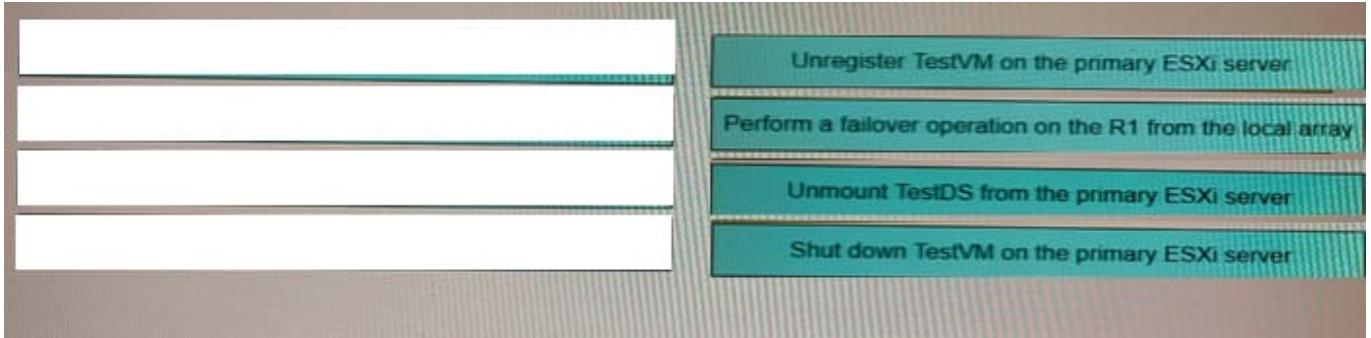 Unregister TestVM on the primary ESXi server
Perform a failover operation on the R1 from the local array
Unmount TestDS from the primary ESXi server
Shut down TestVM on the primary ESXi server